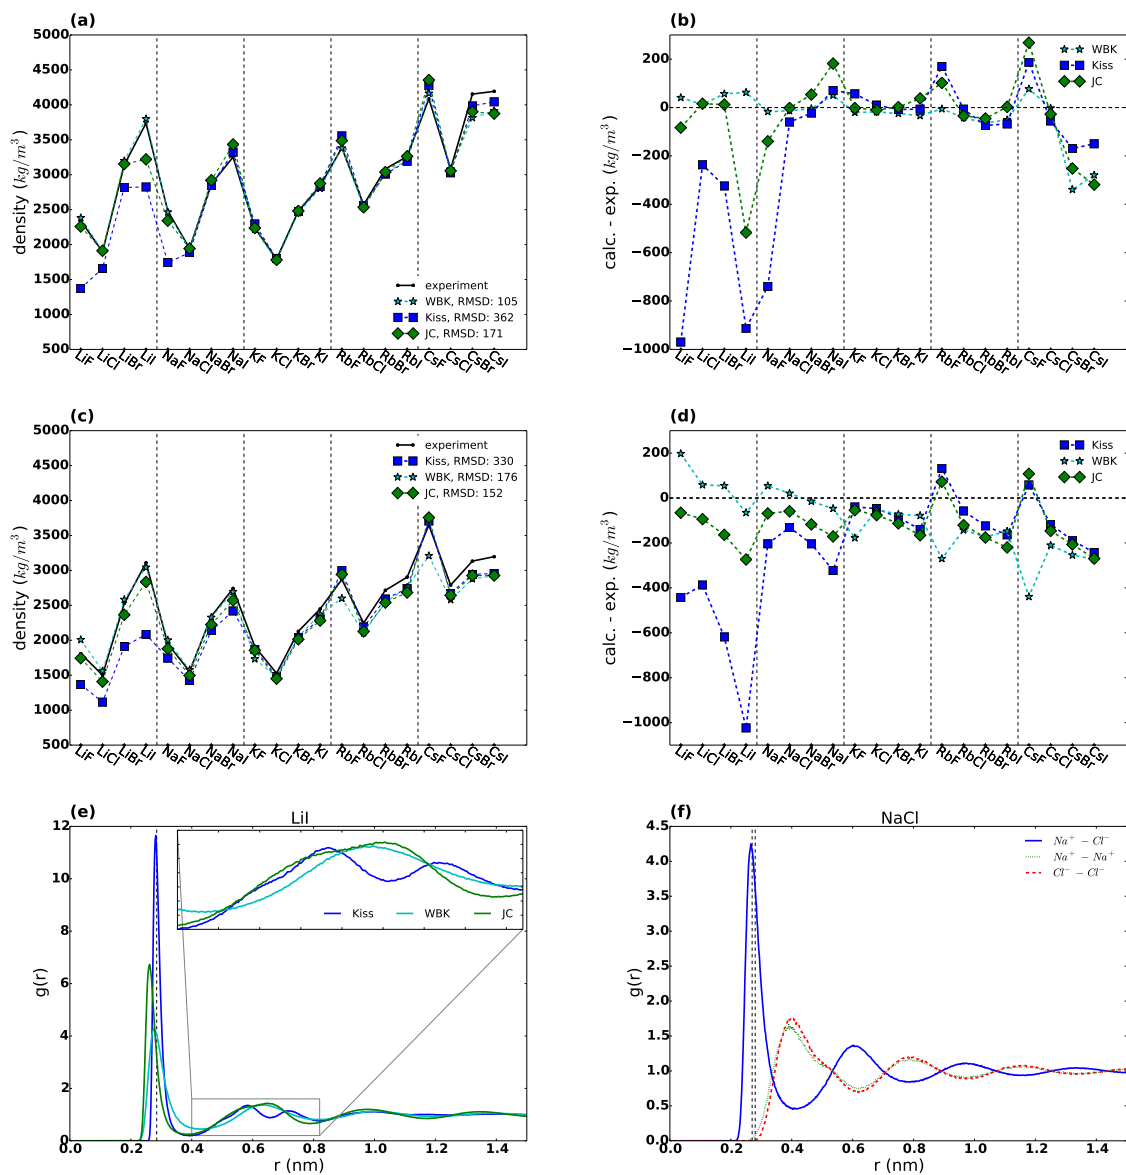 (a)
density (kg/m³)
5000
4500
4000
3500
3000
2500
2000
1500
1000
500
experiment
WBK, RMSD: 105
Kiss, RMSD: 362
JC, RMSD: 171
LiF LiCl LiBr LiI NaF NaCl NaBr NaI KF KCl KBr KI RbF RbCl RbBr RbI CsF CsCl CsBr CsI
(b)
calc. - exp. (kg/m³)
200
0
−200
−400
−600
−800
−1000
WBK
Kiss
JC
LiF LiCl LiBr LiI NaF NaCl NaBr NaI KF KCl KBr KI RbF RbCl RbBr RbI CsF CsCl CsBr CsI
(c)
density (kg/m³)
5000
4500
4000
3500
3000
2500
2000
1500
1000
500
experiment
Kiss, RMSD: 330
WBK, RMSD: 176
JC, RMSD: 152
LiF LiCl LiBr LiI NaF NaCl NaBr NaI KF KCl KBr KI RbF RbCl RbBr RbI CsF CsCl CsBr CsI
(d)
calc. - exp. (kg/m³)
200
0
−200
−400
−600
−800
−1000
Kiss
WBK
JC
LiF LiCl LiBr LiI NaF NaCl NaBr NaI KF KCl KBr KI RbF RbCl RbBr RbI CsF CsCl CsBr CsI
(e)
LiI
g(r)
12
10
8
6
4
2
0
Kiss WBK JC
0.0 0.2 0.4 0.6 0.8 1.0 1.2 1.4
r (nm)
(f)
NaCl
g(r)
4.5
4.0
3.5
3.0
2.5
2.0
1.5
1.0
0.5
0.0
Na⁺ − Cl⁻
Na⁺ − Na⁺
Cl⁻ − Cl⁻
0.0 0.2 0.4 0.6 0.8 1.0 1.2 1.4
r (nm)